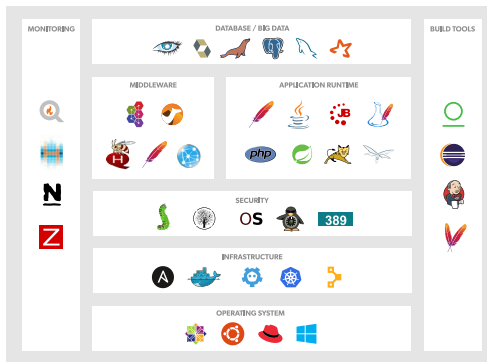 MONITORING
DATABASE / BIG DATA
BUILD TOOLS
MIDDLEWARE
APPLICATION RUNTIME
JB
H
php
N
SECURITY
OS
389
Z
INFRASTRUCTURE
A
OPERATING SYSTEM